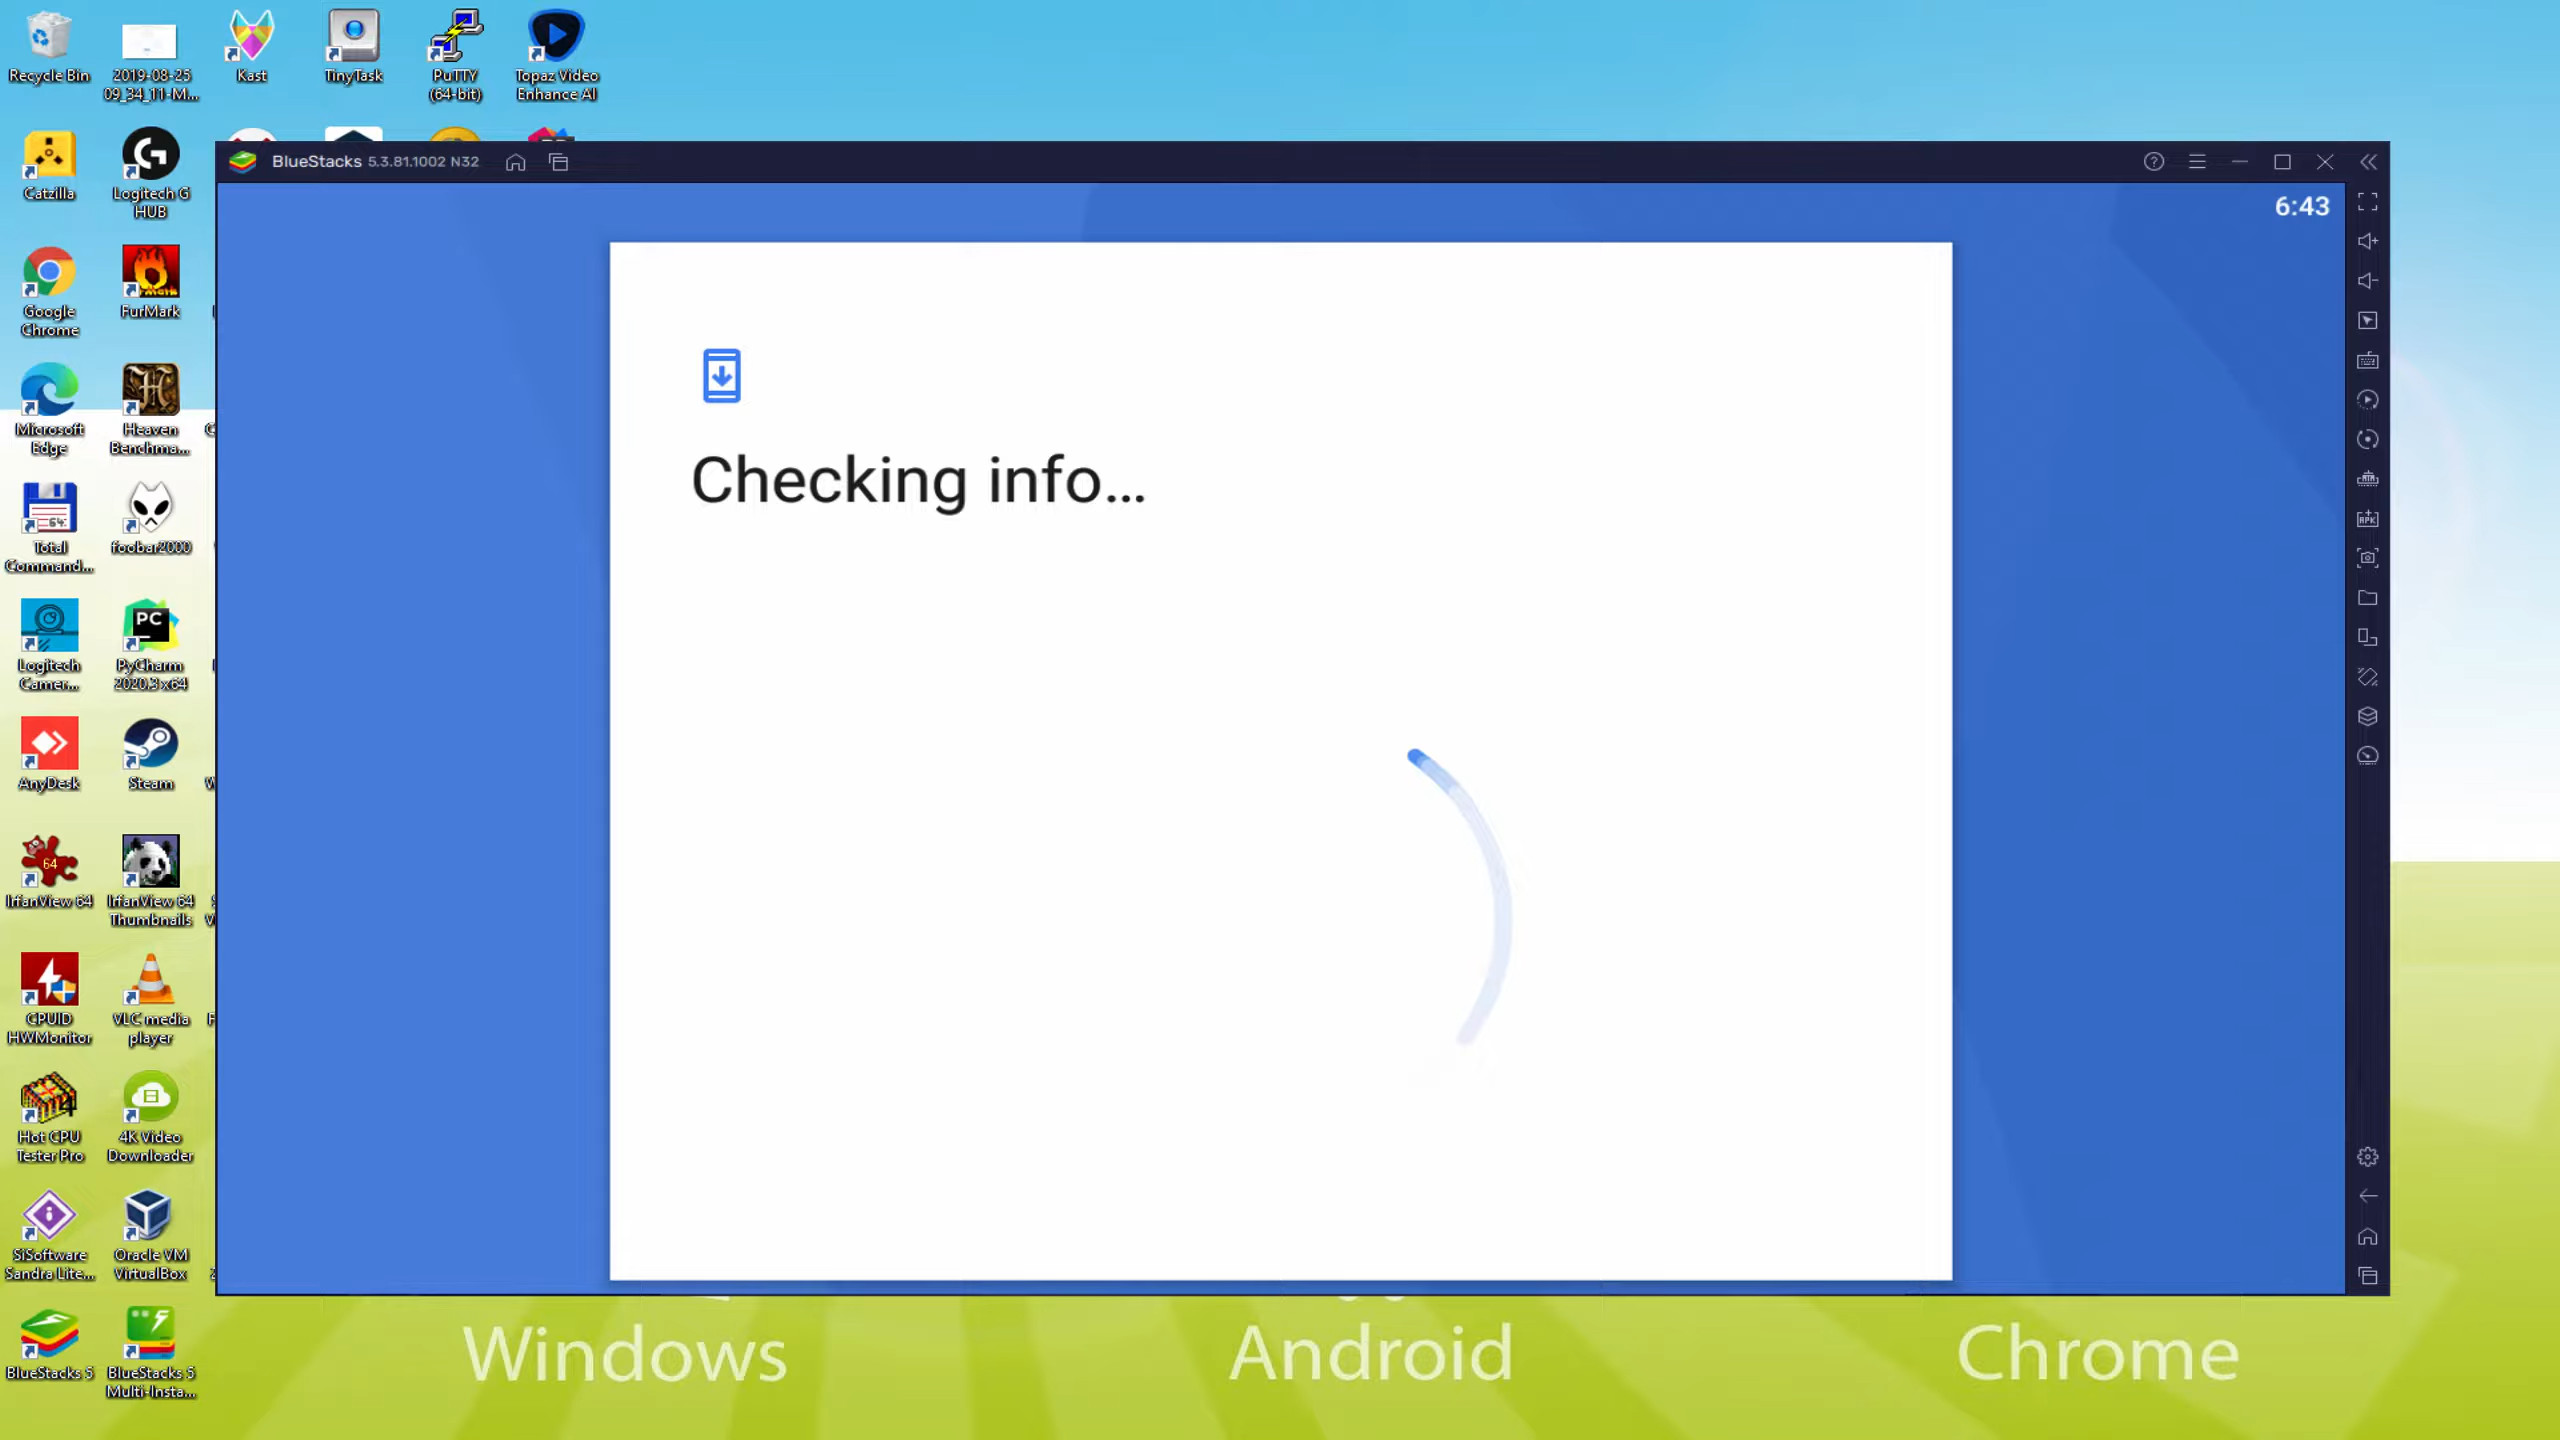 Recycle Bin
2019-08-25
09_34_11-M...
Kast
TinyTask
PuTTY
(64-bit)
Topaz Video
Enhance AI
Catzilla
Logitech G
HUB
BlueStacks 5.3.81.1002 N32
6:43
Google
Chrome
FurMark
Checking info...
Microsoft
Edge
Heaven
Benchma...
Total
Command...
foobar2000
Logitech
Camer...
PC
PyCharm
2020.3 x64
AnyDesk
Steam
64
IrfanView 64
IrfanView 64
Thumbnails
CPUID
HWMonitor
VLC media
player
Hot CPU
Tester Pro
4K Video
Downloader
SiSoftware
Sandra Lite...
Oracle VM
VirtualBox
BlueStacks 5
BlueStacks 5
Multi-Insta...
Windows
Android
Chrome